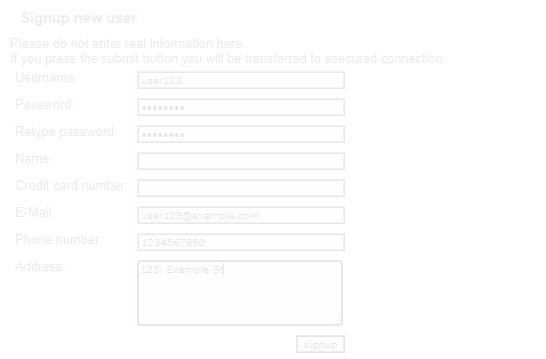 Signup new user
Please do not enter real information here.
If you press the submit button you will be transferred to asecured connection.
Username: user123
Password: ••••••••
Retype password: ••••••••
Name:
Credit card number:
E-Mail: user123@example.com
Phone number: 1234567890
Address: 123, Example St
signup